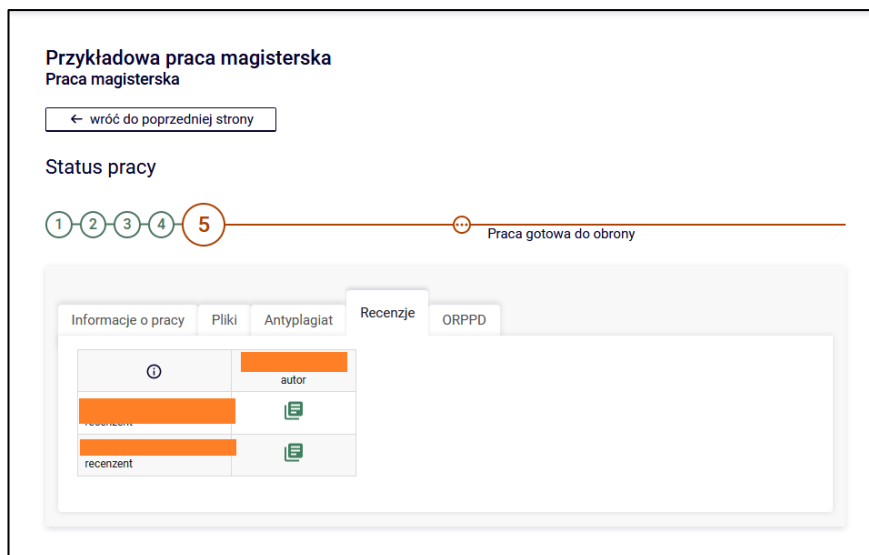 Przykładowa praca magisterska
Praca magisterska
← wróć do poprzedniej strony
Status pracy
1 2 3 4 5
Praca gotowa do obrony
Informacje o pracy Pliki Antyplagiat Recenzje ORPPD
autor
recenzent
recenzent